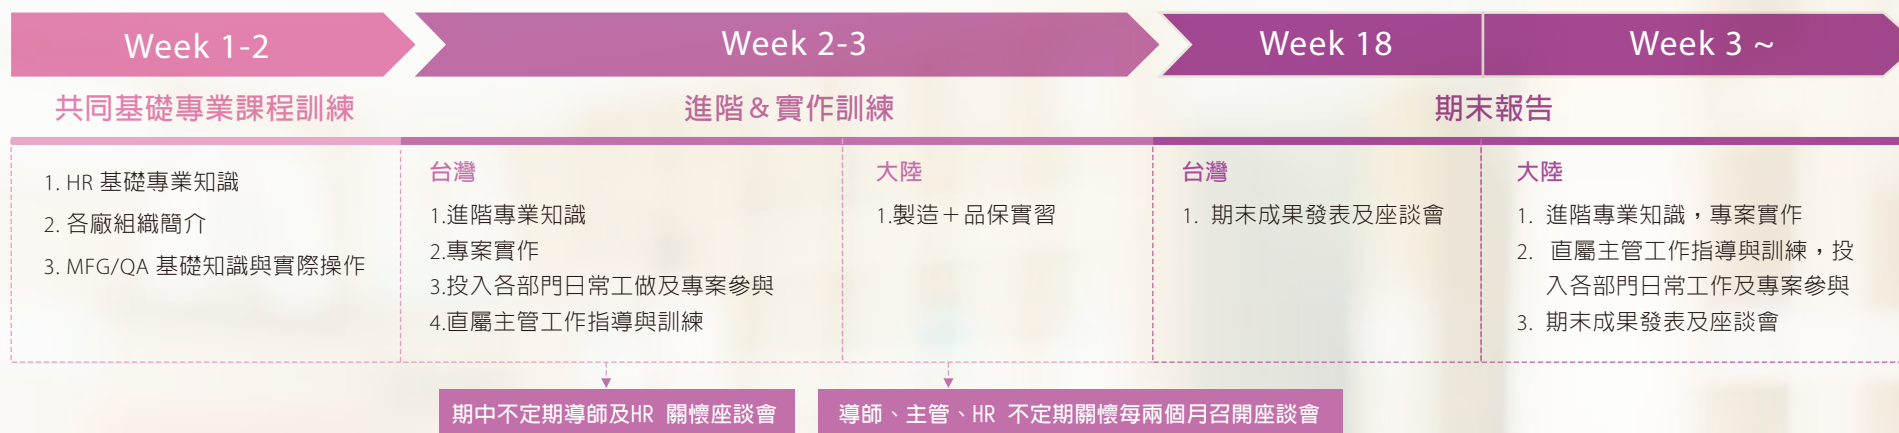 Week 1-2
Week 2-3
Week 18
Week 3 ~
共同基礎專業課程訓練
進階＆實作訓練
期末報告
1. HR 基礎專業知識
2. 各廠組織簡介
3. MFG/QA 基礎知識與實際操作
台灣
1.進階專業知識
2.專案實作
3.投入各部門日常工做及專案參與
4.直屬主管工作指導與訓練
大陸
1.製造＋品保實習
台灣
1. 期末成果發表及座談會
大陸
1. 進階專業知識，專案實作
2. 直屬主管工作指導與訓練，投
入各部門日常工作及專案參與
3. 期末成果發表及座談會
期中不定期導師及HR 關懷座談會
導師、主管、HR 不定期關懷每兩個月召開座談會